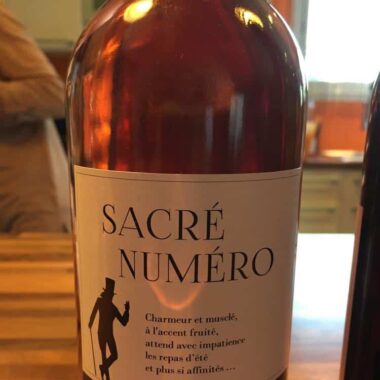 SACRÉ
NUMÉRO
Charmeur et musclé,
à l'accent fruité,
attend avec impatience
les repas d'été
et plus si affinités ...